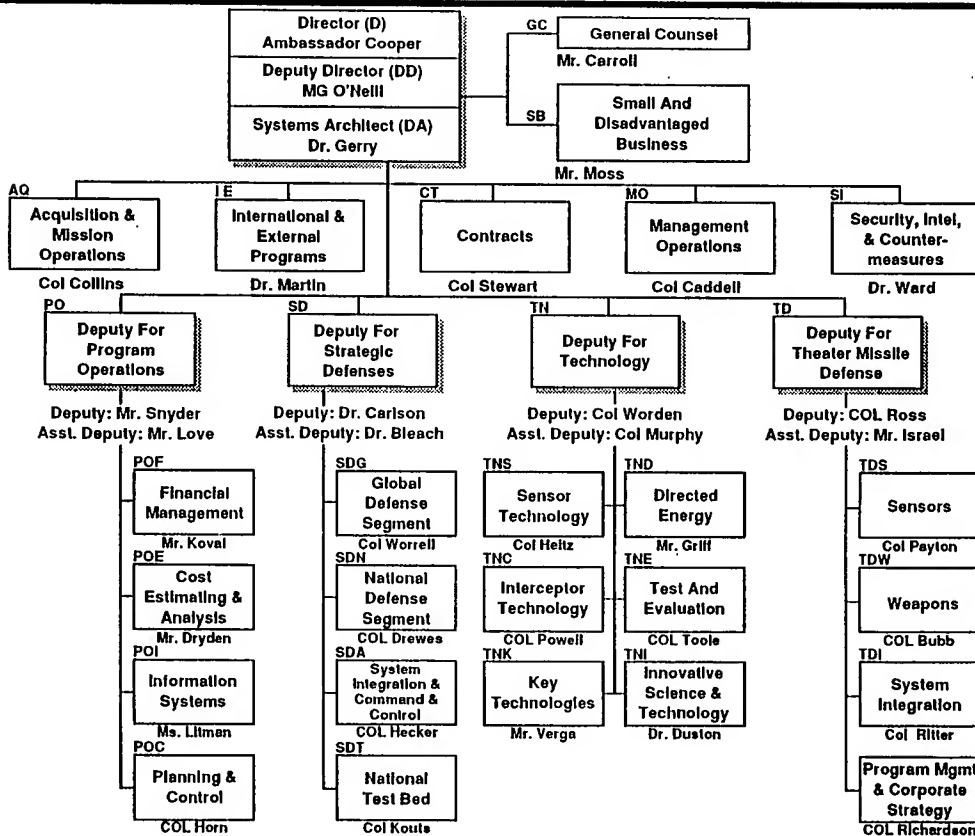 Director (D)
Ambassador Cooper
Deputy Director (DD)
MG O'Neill
Systems Architect (DA)
Dr. Gerry
GC
General Counsel
Mr. Carroll
SB
Small And
Disadvantaged
Business
Mr. Moss
AQ
Acquisition &
Mission
Operations
Col Collins
IE
International &
External
Programs
Dr. Martin
CT
Contracts
Col Stewart
MO
Management
Operations
Col Caddell
SI
Security, Intel,
& Counter-
measures
Dr. Ward
PO
Deputy For
Program
Operations
Deputy: Mr. Snyder
Asst. Deputy: Mr. Love
SD
Deputy For
Strategic
Defenses
Deputy: Dr. Carlson
Asst. Deputy: Dr. Bleach
TN
Deputy For
Technology
Deputy: Col Worden
Asst. Deputy: Col Murphy
TD
Deputy For
Theater Missile
Defense
Deputy: COL Ross
Asst. Deputy: Mr. Israel
POF
Financial
Management
Mr. Koval
POE
Cost
Estimating &
Analysis
Mr. Dryden
POI
Information
Systems
Ms. Litman
POC
Planning &
Control
COL Horn
SDG
Global
Defense
Segment
Col Worrell
SDN
National
Defense
Segment
COL Drewes
SDA
System
Integration &
Command &
Control
COL Hecker
SDT
National
Test Bed
Col Kouts
TNS
Sensor
Technology
Col Heitz
TNC
Interceptor
Technology
COL Powell
TNK
Key
Technologies
Mr. Verga
TND
Directed
Energy
Mr. Griff
TNE
Test And
Evaluation
COL Toole
TNI
Innovative
Science &
Technology
Dr. Duston
TDS
Sensors
Col Payton
TDW
Weapons
COL Bubb
TDI
System
Integration
Col Ritter
Program Mgmt
& Corporate
Strategy
COL Richardson